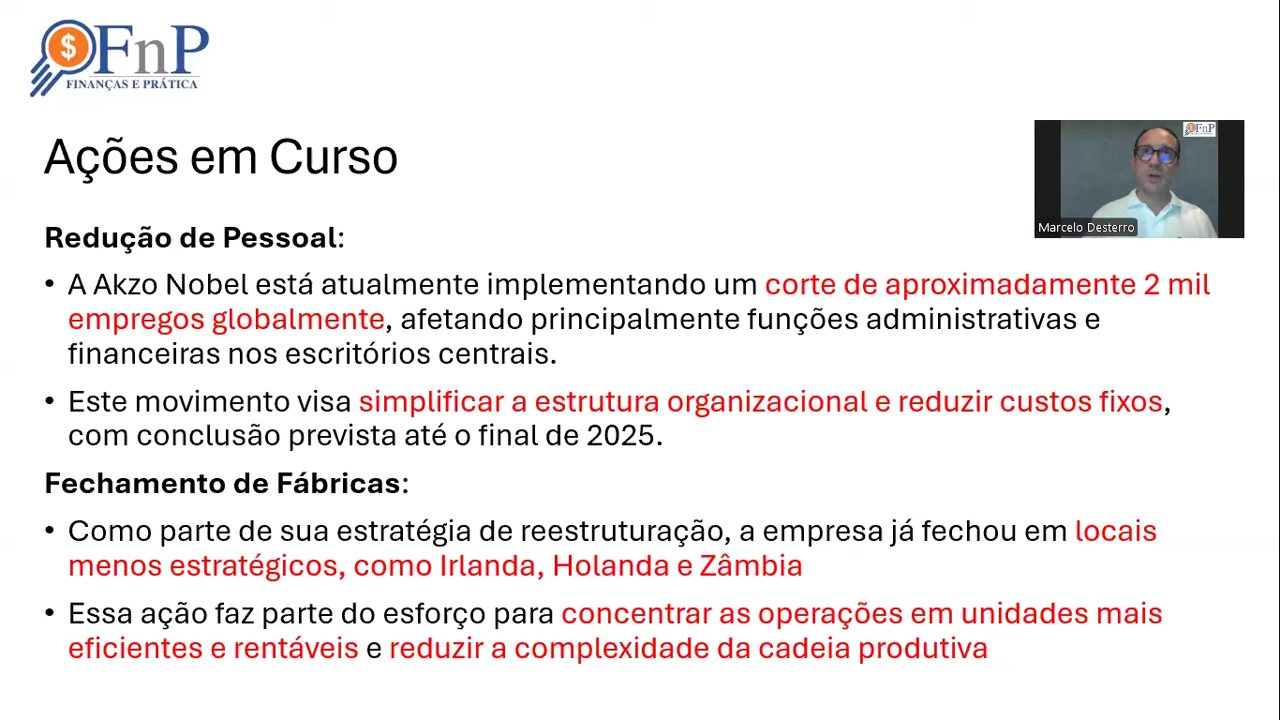 FnP
FINANÇAS E PRÁTICA
Ações em Curso
FnP
Marcelo Desterro
Redução de Pessoal:
• A Akzo Nobel está atualmente implementando um corte de aproximadamente 2 mil
empregos globalmente, afetando principalmente funções administrativas e
financeiras nos escritórios centrais.
• Este movimento visa simplificar a estrutura organizacional e reduzir custos fixos,
com conclusão prevista até o final de 2025.
Fechamento de Fábricas:
• Como parte de sua estratégia de reestruturação, a empresa já fechou em locais
menos estratégicos, como Irlanda, Holanda e Zâmbia
• Essa ação faz parte do esforço para concentrar as operações em unidades mais
eficientes e rentáveis e reduzir a complexidade da cadeia produtiva